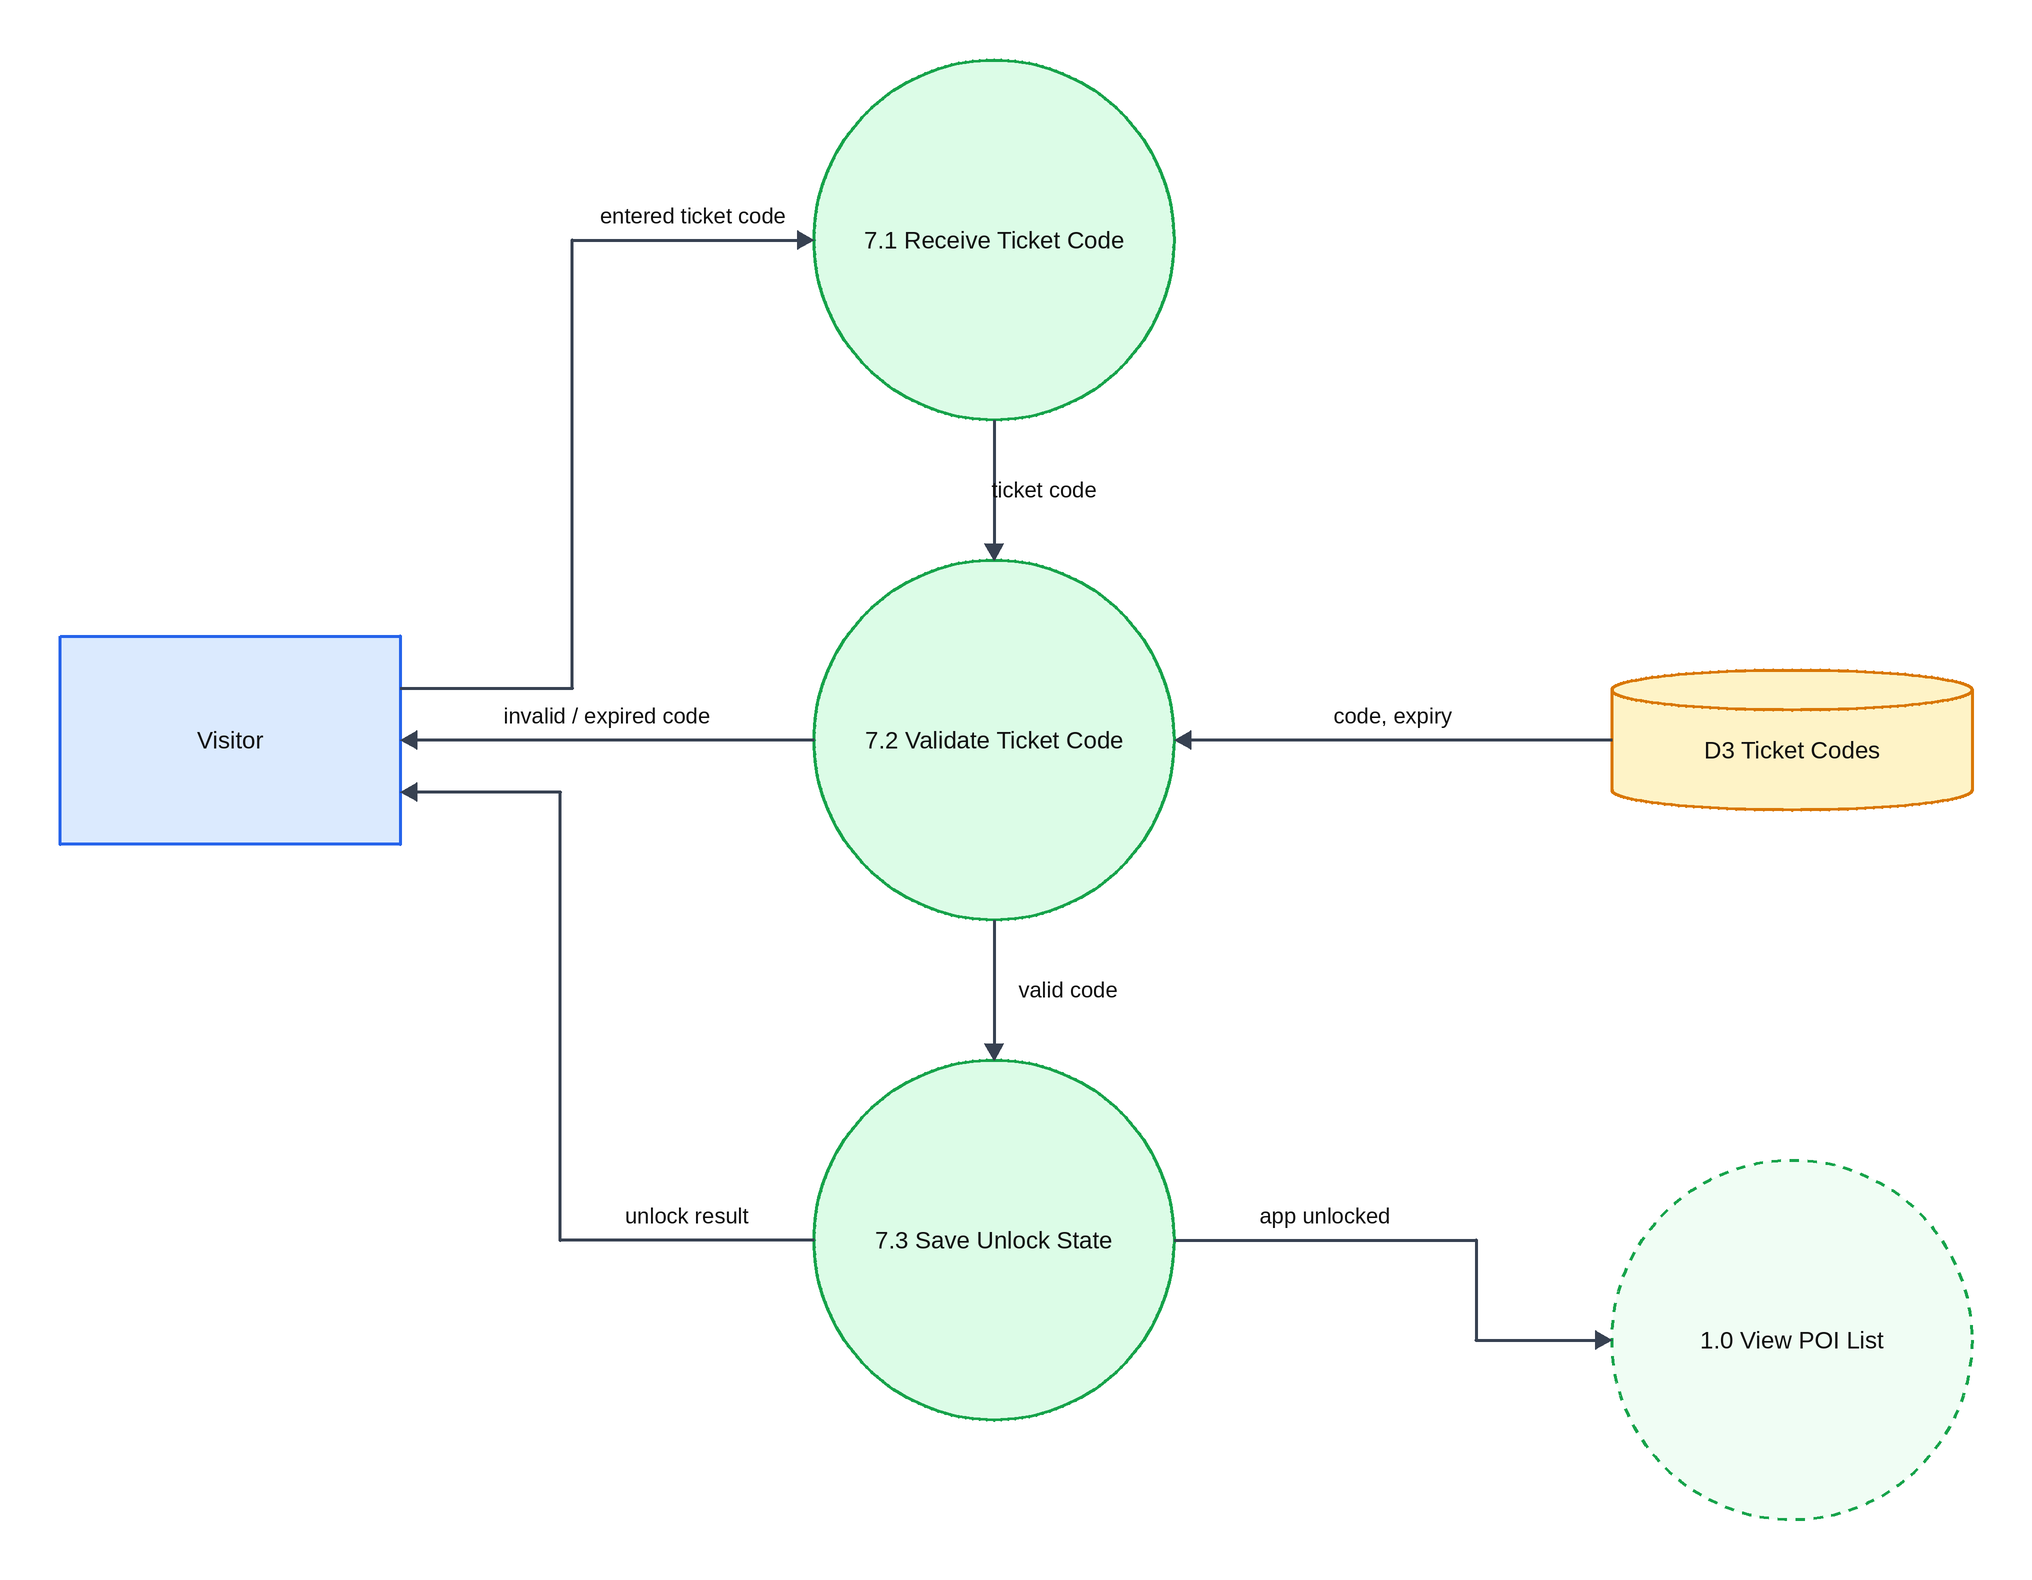 entered ticket code
7.1 Receive Ticket Code
ticket code
Visitor
invalid / expired code
7.2 Validate Ticket Code
code, expiry
D3 Ticket Codes
valid code
unlock result
7.3 Save Unlock State
app unlocked
1.0 View POI List